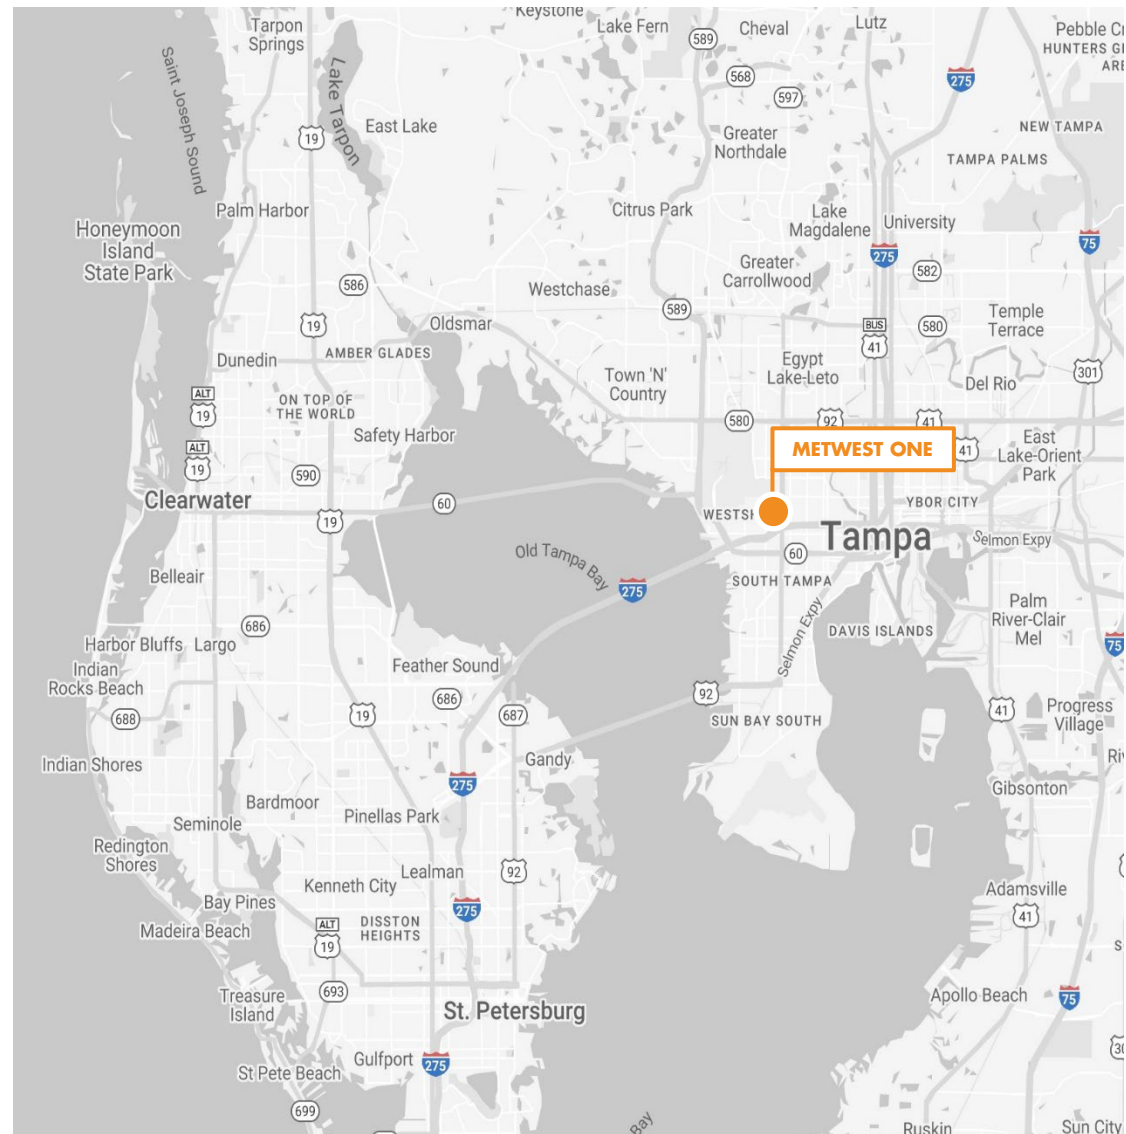 Keystone
Tarpon
Springs
Lake Fern
589
Cheval
Lutz
Pebble Cr
HUNTERS GR
ARE
Saint Joseph Sound
Lake Tarpon
568
275
597
19
East Lake
Greater
Northdale
NEW TAMPA
TAMPA PALMS
Palm Harbor
Citrus Park
Lake
Magdalene
University
Honeymoon
Island
State Park
275
75
Greater
Carrollwood
582
586
Westchase
589
Temple
Terrace
19
Oldsmar
BUS
41
580
Dunedin
AMBER GLADES
Egypt
Lake-Leto
301
Town 'N'
Country
Del Rio
ALT
19
ON TOP OF
THE WORLD
580
92
41
Safety Harbor
METWEST ONE
41
East
Lake-Orient
Park
ALT
19
590
Clearwater
60
YBOR CITY
19
WESTSH
Tampa
Selmon Expy
Old Tampa Bay
60
Belleair
275
SOUTH TAMPA
Palm
River-Clair
Mel
686
Selmon Expy
DAVIS ISLANDS
Harbor Bluffs
Largo
75
Indian
Rocks Beach
Feather Sound
686
92
688
19
687
SUN BAY SOUTH
41
Progress
Village
Indian Shores
Gandy
Riv
275
Gibsonton
Bardmoor
Pinellas Park
Seminole
Redington
Shores
Lealman
92
Kenneth City
Adamsville
Bay Pines
275
41
Madeira Beach
ALT
19
DISSTON
HEIGHTS
S
Treasure
Island
693
St. Petersburg
Apollo Beach
75
Gulfport
275
30
St Pete Beach
699
Bay
Ruskin
Sun City